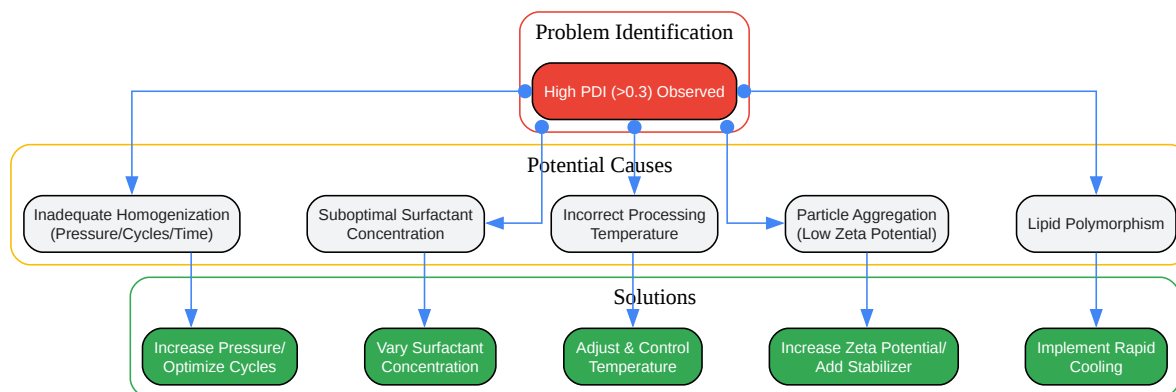 Problem Identification
High PDI (>0.3) Observed
Potential Causes
Inadequate Homogenization
(Pressure/Cycles/Time)
Suboptimal Surfactant
Concentration
Incorrect Processing
Temperature
Particle Aggregation
(Low Zeta Potential)
Lipid Polymorphism
Solutions
Increase Pressure/
Optimize Cycles
Vary Surfactant
Concentration
Adjust & Control
Temperature
Increase Zeta Potential/
Add Stabilizer
Implement Rapid
Cooling